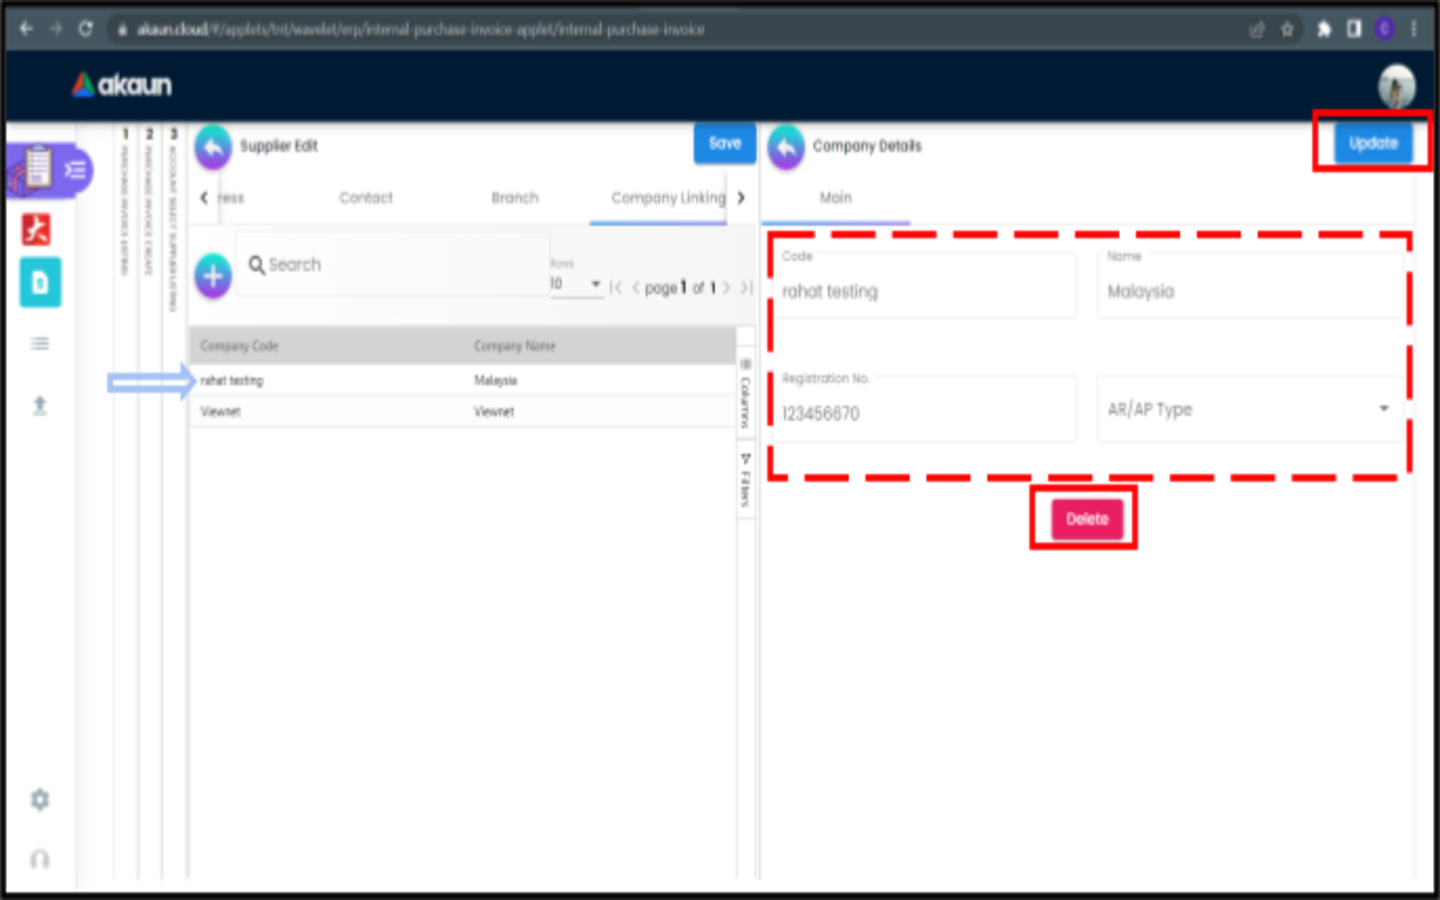 akaun.cloud/#/applets/tnt/wavelet/erp/internal-purchase-invoice-applet/internal-purchase-invoice
C
akaun
1 PURCHASE INVOICE LISTING
2 PURCHASE INVOICE CREATE
3 ACCOUNT SELECT SUPPLIER LISTING
Supplier Edit
Save
ress
Contact
Branch
Company Linking
Search
Rows
10
page 1 of 1
Company Code
Company Name
rahat testing
Malaysia
Viewnet
Viewnet
Columns
Filters
Company Details
Update
Main
Code
rahat testing
Name
Malaysia
Registration No.
123456670
AR/AP Type
Delete